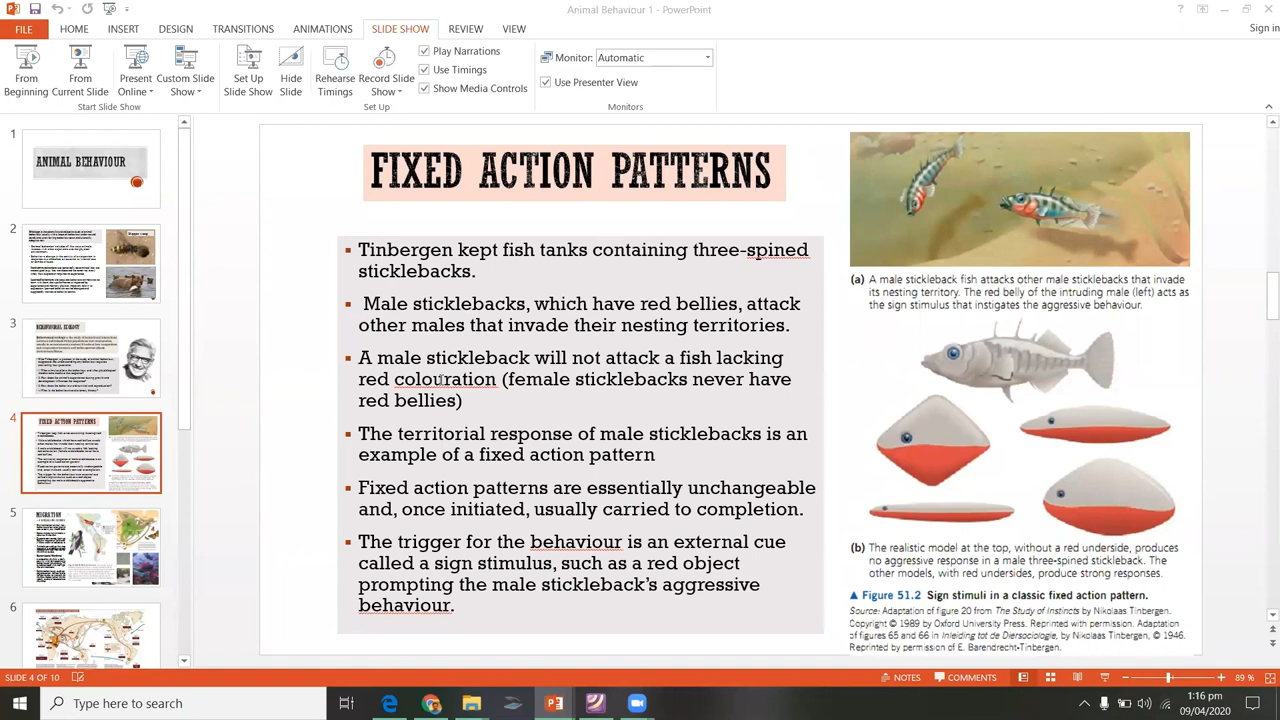 Animal Behaviour 1 - PowerPoint
FILE HOME INSERT DESIGN TRANSITIONS ANIMATIONS SLIDE SHOW REVIEW VIEW Sign in
From Beginning
From Current Slide
Present Online
Custom Slide Show
Start Slide Show
Set Up Slide Show
Hide Slide
Rehearse Timings
Record Slide Show
Play Narrations
Use Timings
Show Media Controls
Set Up
Monitor: Automatic
Use Presenter View
Monitors
1
ANIMAL BEHAVIOUR
2
3
BEHAVIOURAL ECOLOGY
4
FIXED ACTION PATTERNS
5
MIGRATION
6
FIXED ACTION PATTERNS
Tinbergen kept fish tanks containing three-spined
sticklebacks.
Male sticklebacks, which have red bellies, attack
other males that invade their nesting territories.
A male stickleback will not attack a fish lacking
red colouration (female sticklebacks never have
red bellies)
The territorial response of male sticklebacks is an
example of a fixed action pattern
Fixed action patterns are essentially unchangeable
and, once initiated, usually carried to completion.
The trigger for the behaviour is an external cue
called a sign stimulus, such as a red object
prompting the male stickleback's aggressive
behaviour.
(a) A male stickleback fish attacks other male sticklebacks that invade
its nesting territory. The red belly of the intruding male (left) acts as
the sign stimulus that instigates the aggressive behaviour.
(b) The realistic model at the top, without a red underside, produces
no aggressive response in a male three-spined stickleback. The
other models, with red undersides, produce strong responses.
▲ Figure 51.2 Sign stimuli in a classic fixed action pattern.
Source: Adaptation of figure 20 from The Study of Instincts by Nikolaas Tinbergen.
Copyright © 1989 by Oxford University Press. Reprinted with permission. Adaptation
of figures 65 and 66 in Inleiding tot de Diersociologie, by Nikolaas Tinbergen, © 1946.
Reprinted by permission of E. Barendrecht-Tinbergen.
SLIDE 4 OF 10 NOTES COMMENTS 89 %
Type here to search
1:16 pm
09/04/2020